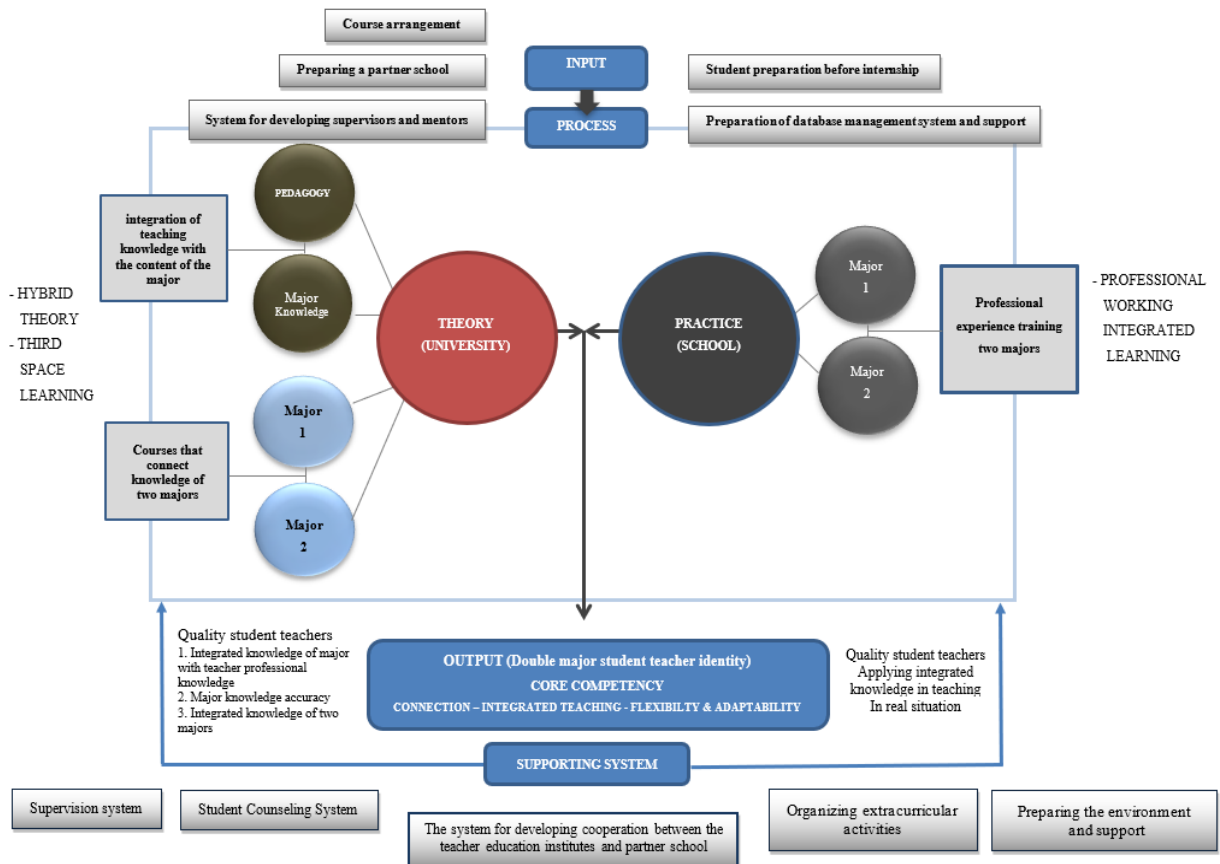 Course arrangement
INPUT
Preparing a partner school
Student preparation before internship
System for developing supervisors and mentors
PROCESS
Preparation of database management system and support
PEDAGOGY
integration of
teaching
knowledge with
the content of the
major
Major
Knowledge
- HYBRID
THEORY
- THIRD
SPACE
LEARNING
THEORY
(UNIVERSITY)
PRACTICE
(SCHOOL)
Major
1
Major
2
Professional
experience training
two majors
- PROFESSIONAL
WORKING
INTEGRATED
LEARNING
Major
1
Courses that
connect
knowledge of
two majors
Major
2
Quality student teachers
1. Integrated knowledge of major
with teacher professional
knowledge
2. Major knowledge accuracy
3. Integrated knowledge of two
majors
OUTPUT (Double major student teacher identity)
CORE COMPETENCY
CONNECTION – INTEGRATED TEACHING - FLEXIBILTY & ADAPTABILITY
Quality student teachers
Applying integrated
knowledge in teaching
In real situation
SUPPORTING SYSTEM
Supervision system
Student Counseling System
The system for developing cooperation between the
teacher education institutes and partner school
Organizing extracurricular
activities
Preparing the environment
and support